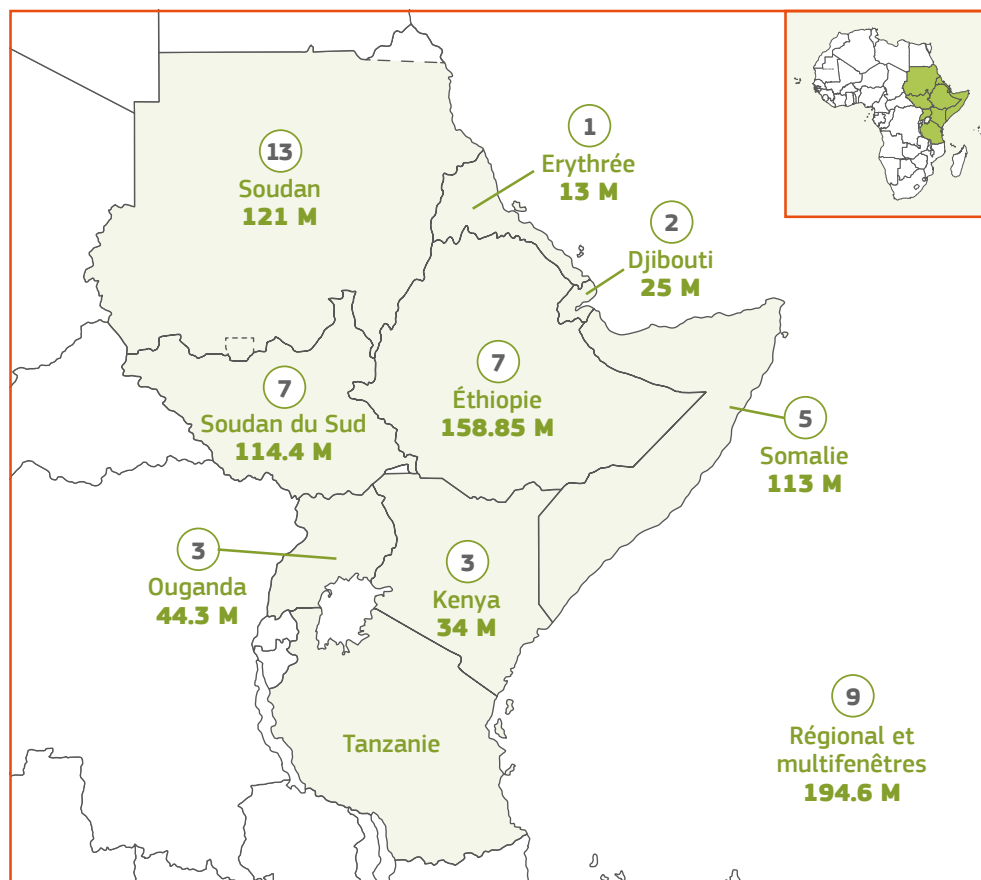 13
Soudan
121 M
1
Erythrée
13 M
2
Djibouti
25 M
7
Soudan du Sud
114.4 M
7
Éthiopie
158.85 M
5
Somalie
113 M
3
Ouganda
44.3 M
3
Kenya
34 M
Tanzanie
9
Régional et
multifenêtres
194.6 M